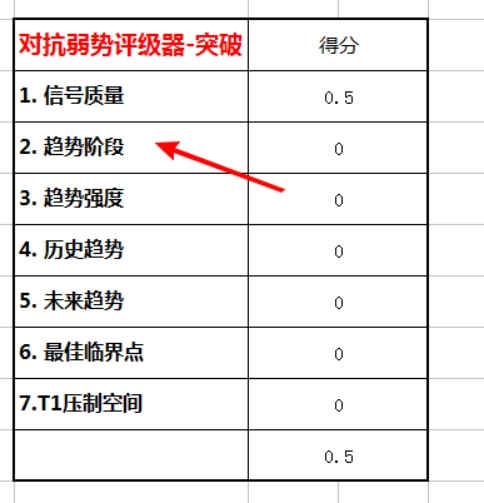 对抗弱势评级器-突破 得分
1. 信号质量 0.5
2. 趋势阶段 0
3. 趋势强度 0
4. 历史趋势 0
5. 未来趋势 0
6. 最佳临界点 0
7.T1压制空间 0
0.5